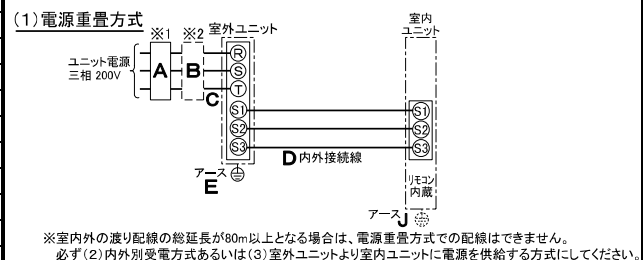 (1)電源重畳方式
※1
※2
室外ユニット
室内
ユニット
ユニット電源
三相 200V
A
B
C
R
S
T
S1
S2
S3
S1
S2
S3
D 内外接続線
アース
E
リモコン
内蔵
アース J
※室内外の渡り配線の総延長が80m以上となる場合は、電源重畳方式での配線はできません。
必ず(2)内外別受電方式あるいは(3)室外ユニットより室内ユニットに電源を供給する方式にしてください。